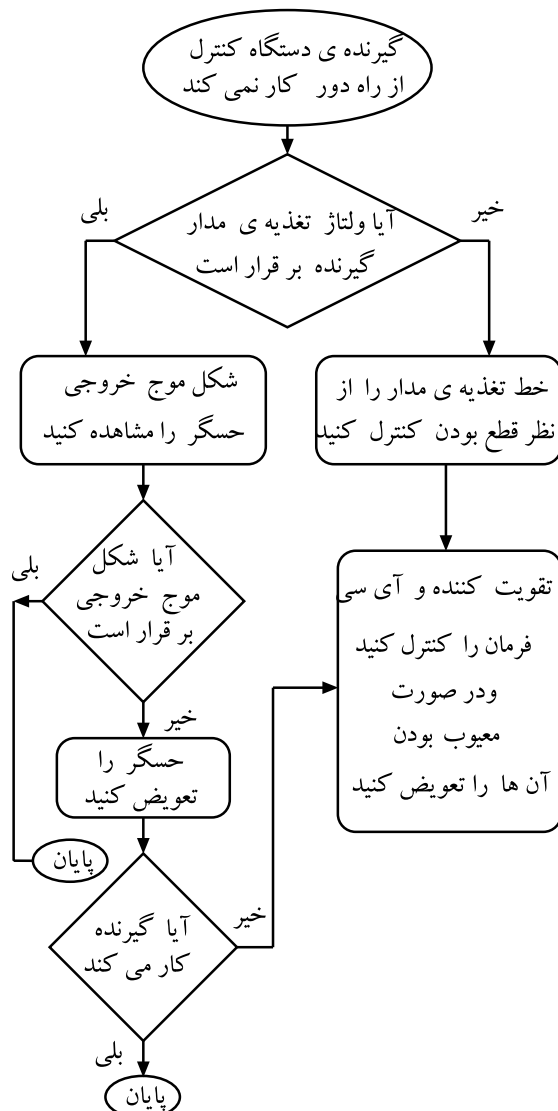 گیرنده ی دستگاه کنترل
از راه دور کار نمی کند
آیا ولتاژ تغذیه ی مدار
گیرنده بر قرار است
خیر
بلی
خط تغذیه ی مدار را از
نظر قطع بودن کنترل کنید
شکل موج خروجی
حسگر را مشاهده کنید
آیا شکل
موج خروجی
بر قرار است
بلی
خیر
تقویت کننده و آی سی
فرمان را کنترل کنید
ودر صورت
معیوب بودن
آن ها را تعویض کنید
حسگر را
تعویض کنید
پایان
آیا گیرنده
کار می کند
خیر
بلی
پایان